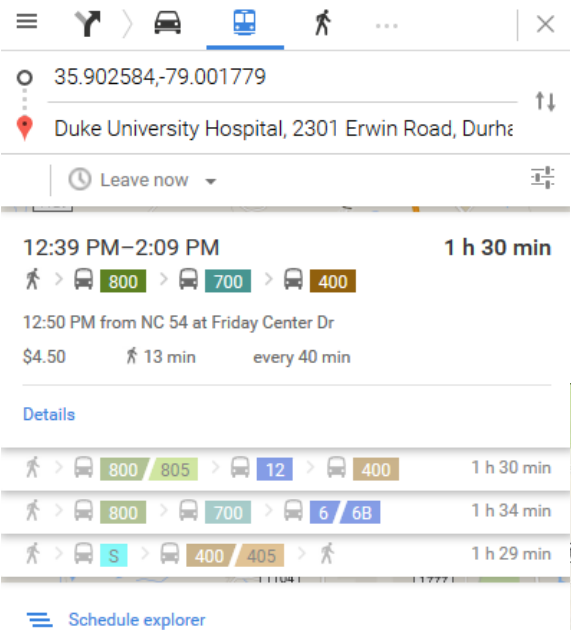 35.902584,-79.001779
Duke University Hospital, 2301 Erwin Road, Durha
Leave now
12:39 PM–2:09 PM 1 h 30 min
800 700 400
12:50 PM from NC 54 at Friday Center Dr
$4.50 13 min every 40 min
Details
800 / 805 12 400 1 h 30 min
800 700 6 / 6B 1 h 34 min
S 400 / 405 1 h 29 min
Schedule explorer